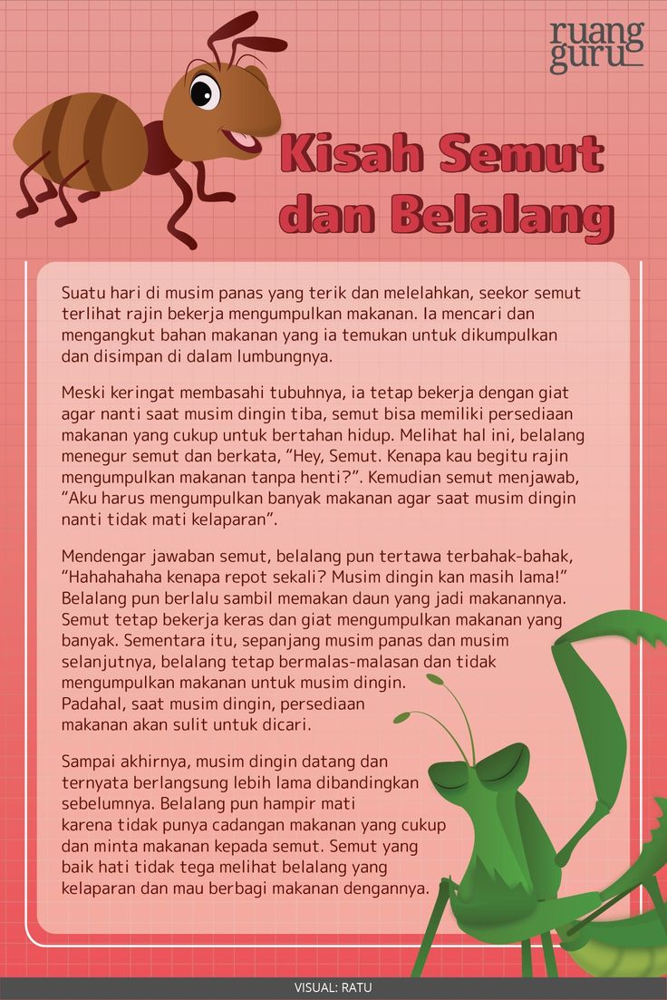 ruang
guru
Kisah Semut
dan Belalang
Suatu hari di musim panas yang terik dan melelahkan, seekor semut
terlihat rajin bekerja mengumpulkan makanan. Ia mencari dan
mengangkut bahan makanan yang ia temukan untuk dikumpulkan
dan disimpan di dalam lumbungnya.
Meski keringat membasahi tubuhnya, ia tetap bekerja dengan giat
agar nanti saat musim dingin tiba, semut bisa memiliki persediaan
makanan yang cukup untuk bertahan hidup. Melihat hal ini, belalang
menegur semut dan berkata, “Hey, Semut. Kenapa kau begitu rajin
mengumpulkan makanan tanpa henti?”. Kemudian semut menjawab,
“Aku harus mengumpulkan banyak makanan agar saat musim dingin
nanti tidak mati kelaparan”.
Mendengar jawaban semut, belalang pun tertawa terbahak-bahak,
“Hahahahaha kenapa repot sekali? Musim dingin kan masih lama!”
Belalang pun berlalu sambil memakan daun yang jadi makanannya.
Semut tetap bekerja keras dan giat mengumpulkan makanan yang
banyak. Sementara itu, sepanjang musim panas dan musim
selanjutnya, belalang tetap bermalas-malasan dan tidak
mengumpulkan makanan untuk musim dingin.
Padahal, saat musim dingin, persediaan
makanan akan sulit untuk dicari.
Sampai akhirnya, musim dingin datang dan
ternyata berlangsung lebih lama dibandingkan
sebelumnya. Belalang pun hampir mati
karena tidak punya cadangan makanan yang cukup
dan minta makanan kepada semut. Semut yang
baik hati tidak tega melihat belalang yang
kelaparan dan mau berbagi makanan dengannya.
VISUAL: RATU